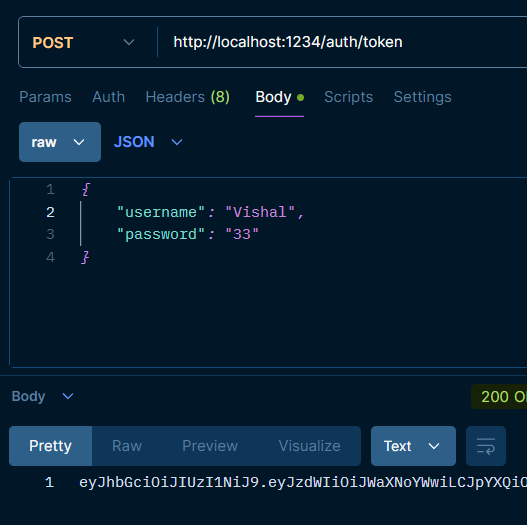 POST http://localhost:1234/auth/token
Params Auth Headers (8) Body Scripts Settings
raw JSON
1 {
2 "username": "Vishal",
3 "password": "33"
4 }
Body 200 O
Pretty Raw Preview Visualize Text
1 eyJhbGciOiJIUzI1NiJ9.eyJzdWIiOiJWaXNoYWwiLCJpYXQiO